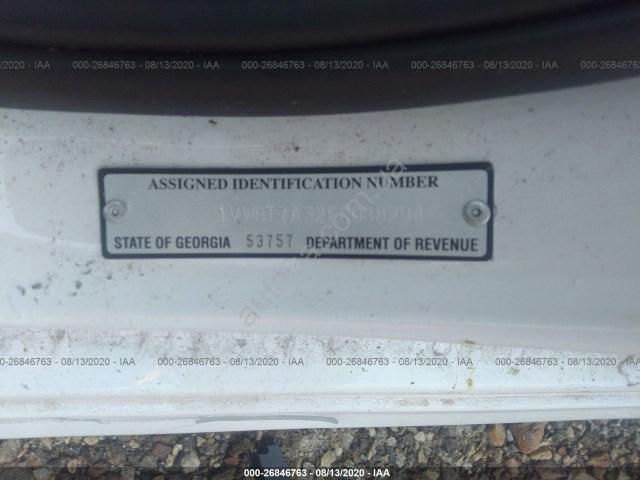 000-26846763 - 08/13/2020 - IAA
000-26846763 - 08/13/2020 - IAA
000-26846763 - 08/13/2020 - IAA
ASSIGNED IDENTIFICATION NUMBER
STATE OF GEORGIA 53757 DEPARTMENT OF REVENUE
000-26846763 - 08/13/2020 - IAA
000-26846763 - 08/13/2020 - IAA
000-26846763 - 08/13/2020 - IAA
000-26846763 - 08/13/2020 - IAA